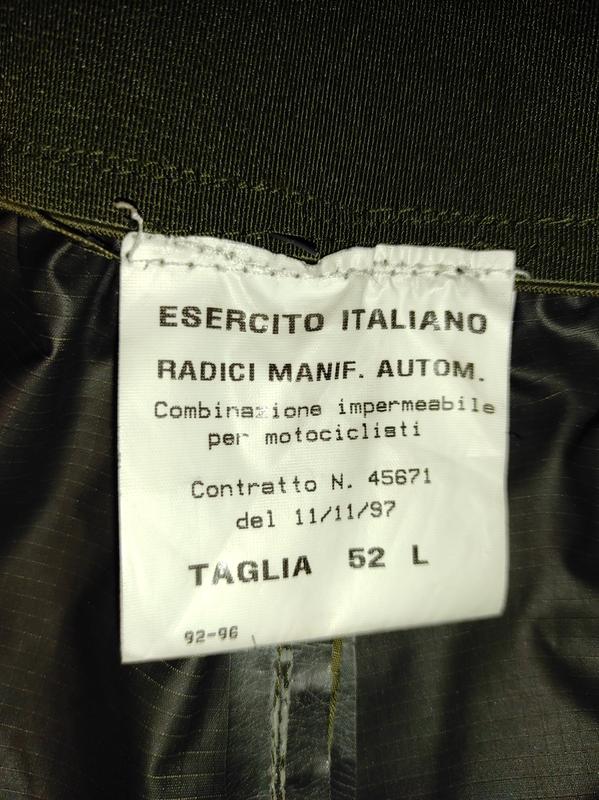 ESERCITO ITALIANO
RADICI MANIF. AUTOM.
Combinazione impermeabile
per motociclisti
Contratto N. 45671
del 11/11/97
TAGLIA 52 L
92-96